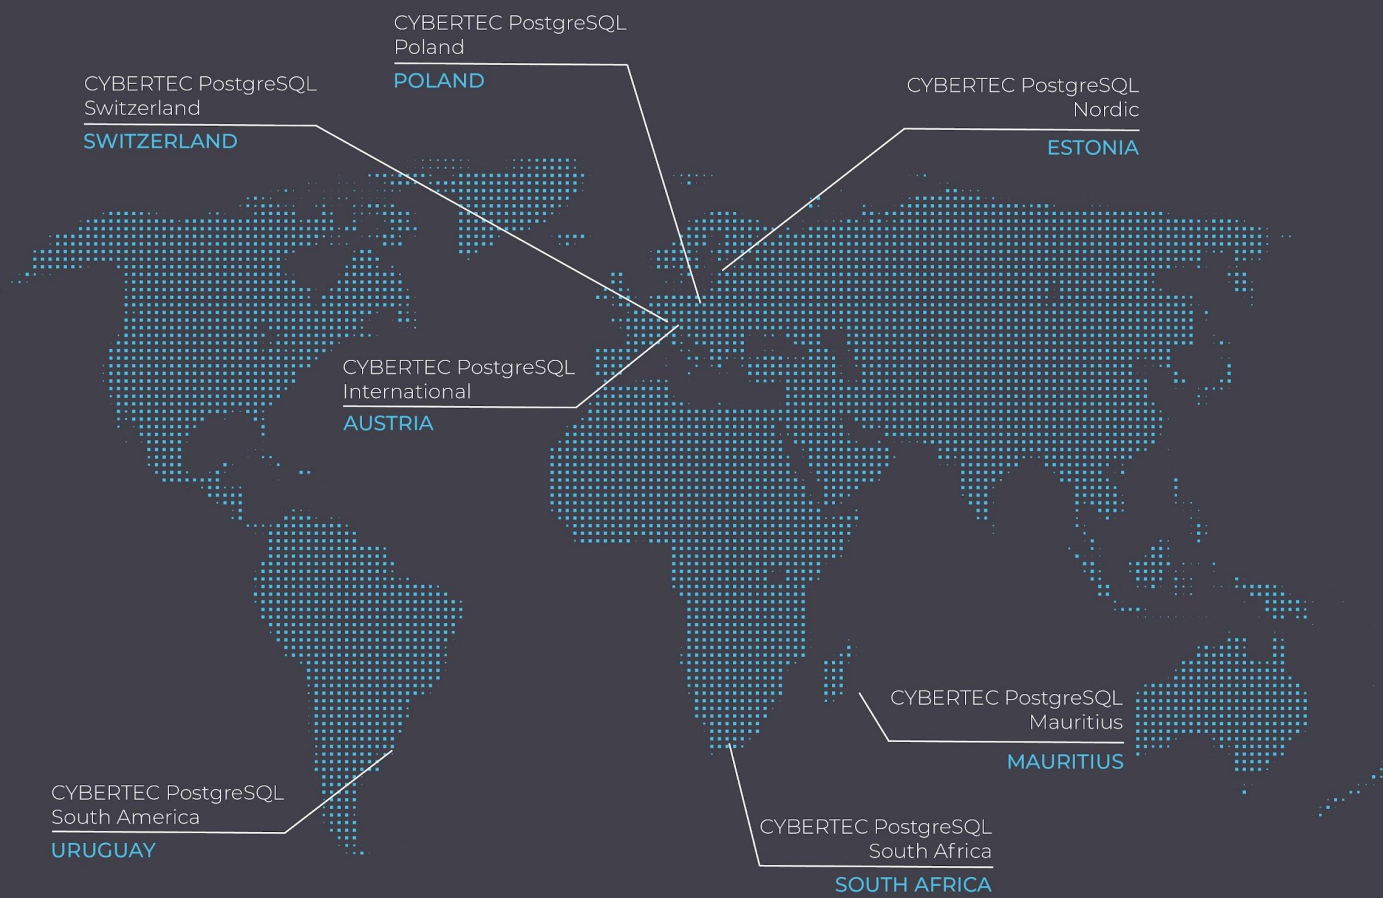 CYBERTEC PostgreSQL
Poland
POLAND
CYBERTEC PostgreSQL
Switzerland
SWITZERLAND
CYBERTEC PostgreSQL
Nordic
ESTONIA
CYBERTEC PostgreSQL
International
AUSTRIA
CYBERTEC PostgreSQL
Mauritius
MAURITIUS
CYBERTEC PostgreSQL
South America
URUGUAY
CYBERTEC PostgreSQL
South Africa
SOUTH AFRICA